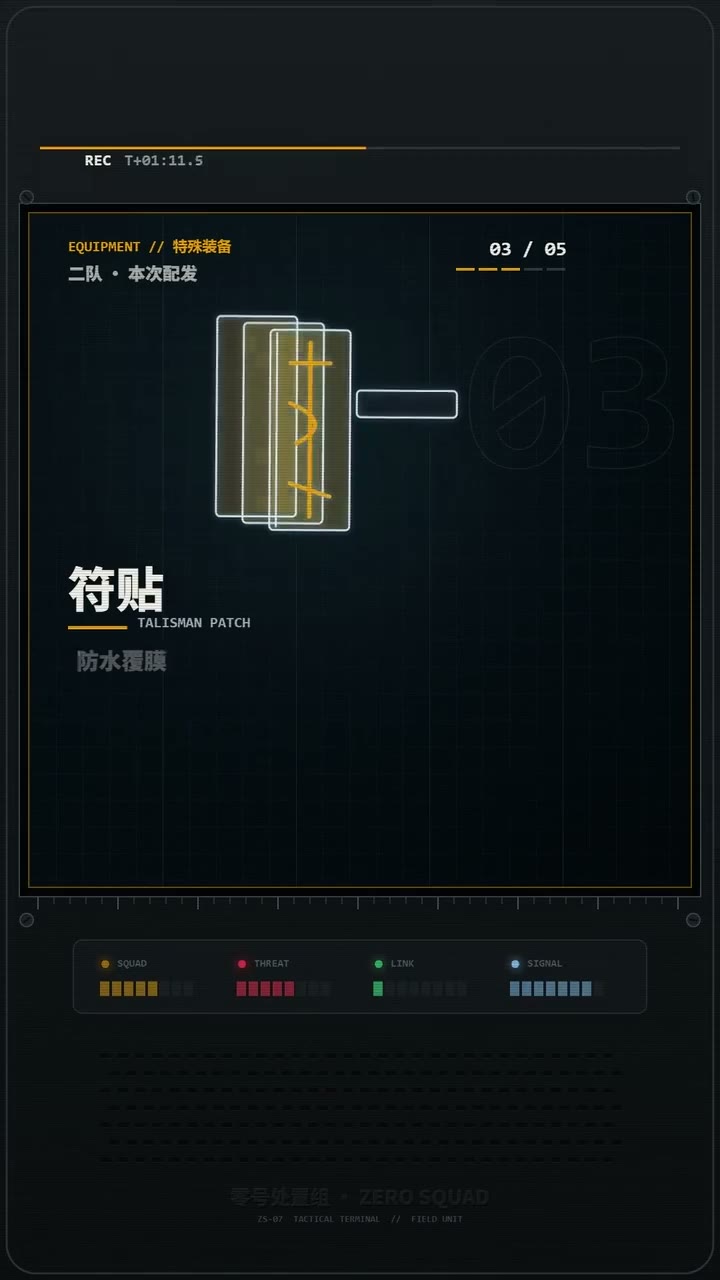 REC T+01:11.5
EQUIPMENT // 特殊装备
03 / 05
二队 · 本次配发
03
符贴
TALISMAN PATCH
防水覆膜
SQUAD THREAT LINK SIGNAL
零号处置组 · ZERO SQUAD
ZS-07 TACTICAL TERMINAL // FIELD UNIT